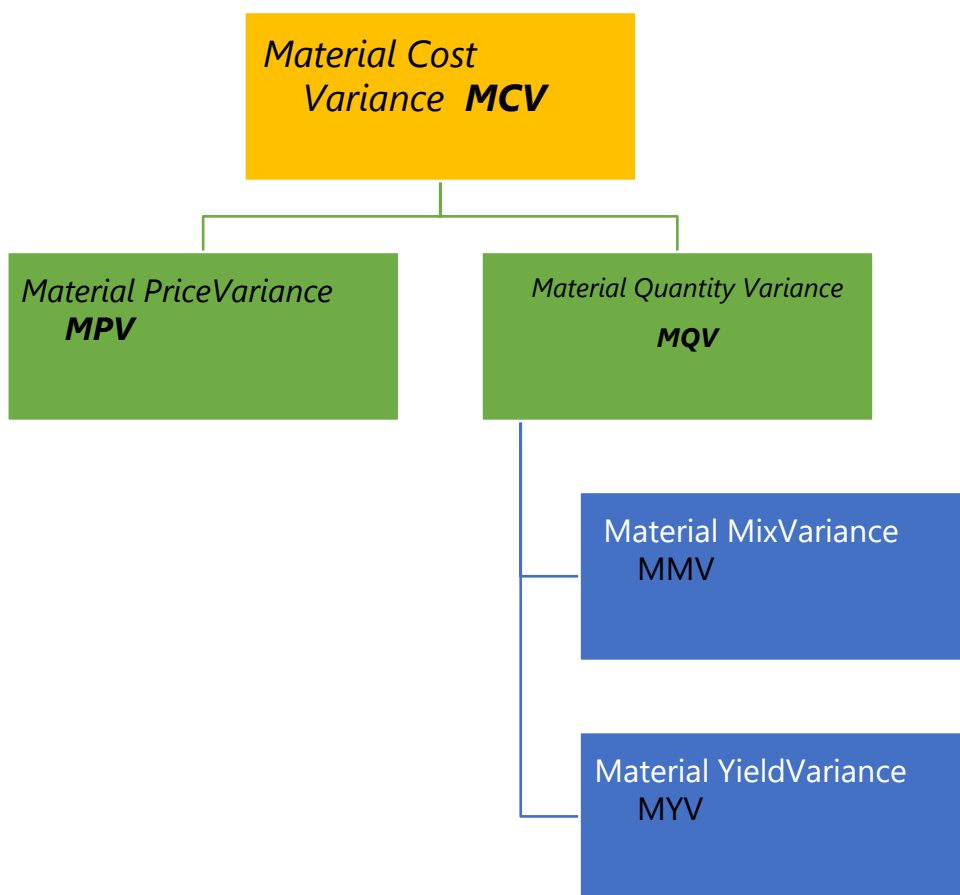 Material Cost
Variance MCV
Material PriceVariance
MPV
Material Quantity Variance
MQV
Material MixVariance
MMV
Material YieldVariance
MYV